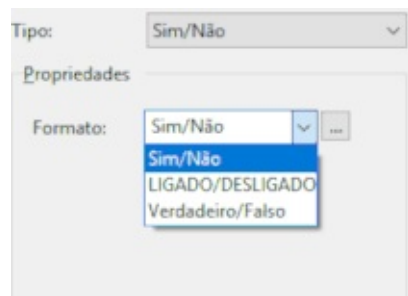 Tipo: Sim/Não
Propriedades
Formato: Sim/Não ...
Sim/Não
LIGADO/DESLIGADO
Verdadeiro/Falso